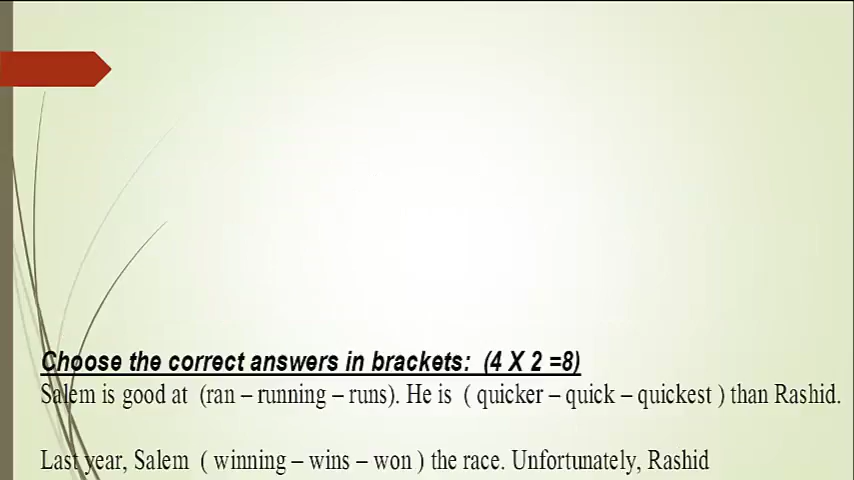 Choose the correct answers in brackets: (4 X 2 =8)
Salem is good at (ran – running – runs). He is ( quicker – quick – quickest ) than Rashid.
Last year, Salem ( winning – wins – won ) the race. Unfortunately, Rashid